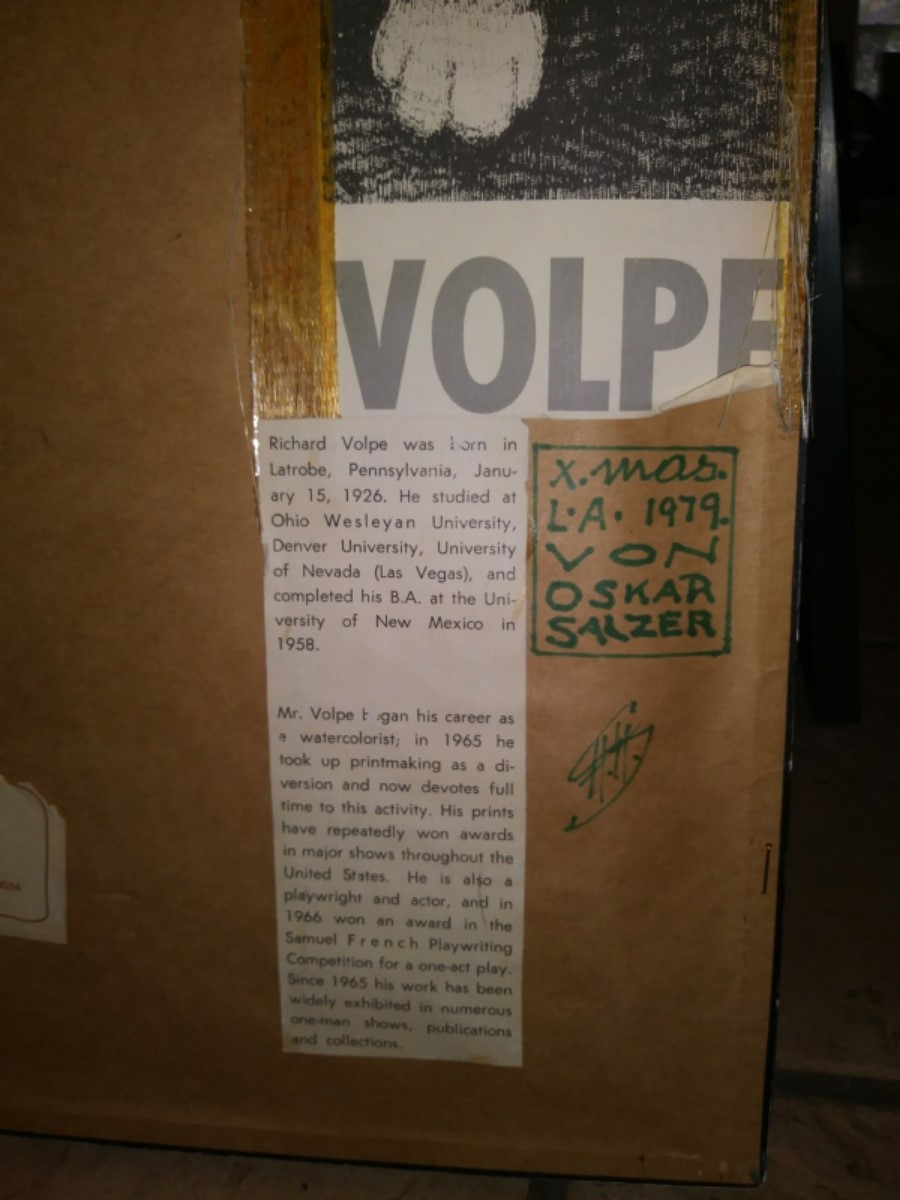 VOLPE
Richard Volpe was born in
Latrobe, Pennsylvania, Janu-
ary 15, 1926. He studied at
Ohio Wesleyan University,
Denver University, University
of Nevada (Las Vegas), and
completed his B.A. at the Uni-
versity of New Mexico in
1958.
Mr. Volpe began his career as
a watercolorist; in 1965 he
took up printmaking as a di-
version and now devotes full
time to this activity. His prints
have repeatedly won awards
in major shows throughout the
United States. He is also a
playwright and actor, and in
1966 won an award in the
Samuel French Playwriting
Competition for a one-act play.
Since 1965 his work has been
widely exhibited in numerous
one-man shows, publications
and collections.
X.mas.
L.A. 1979.
VON
OSKAR
SALZER